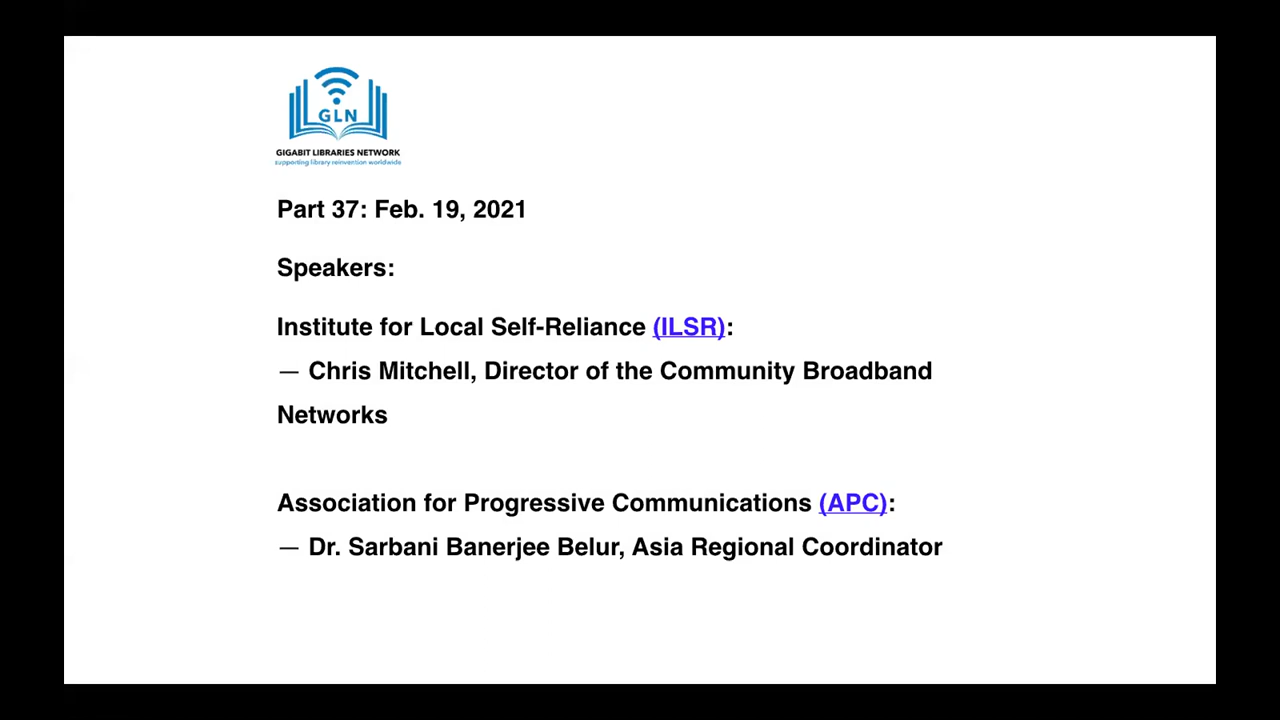 GLN
GIGABIT LIBRARIES NETWORK
supporting library reinvention worldwide
Part 37: Feb. 19, 2021
Speakers:
Institute for Local Self-Reliance (ILSR):
— Chris Mitchell, Director of the Community Broadband
Networks
Association for Progressive Communications (APC):
— Dr. Sarbani Banerjee Belur, Asia Regional Coordinator